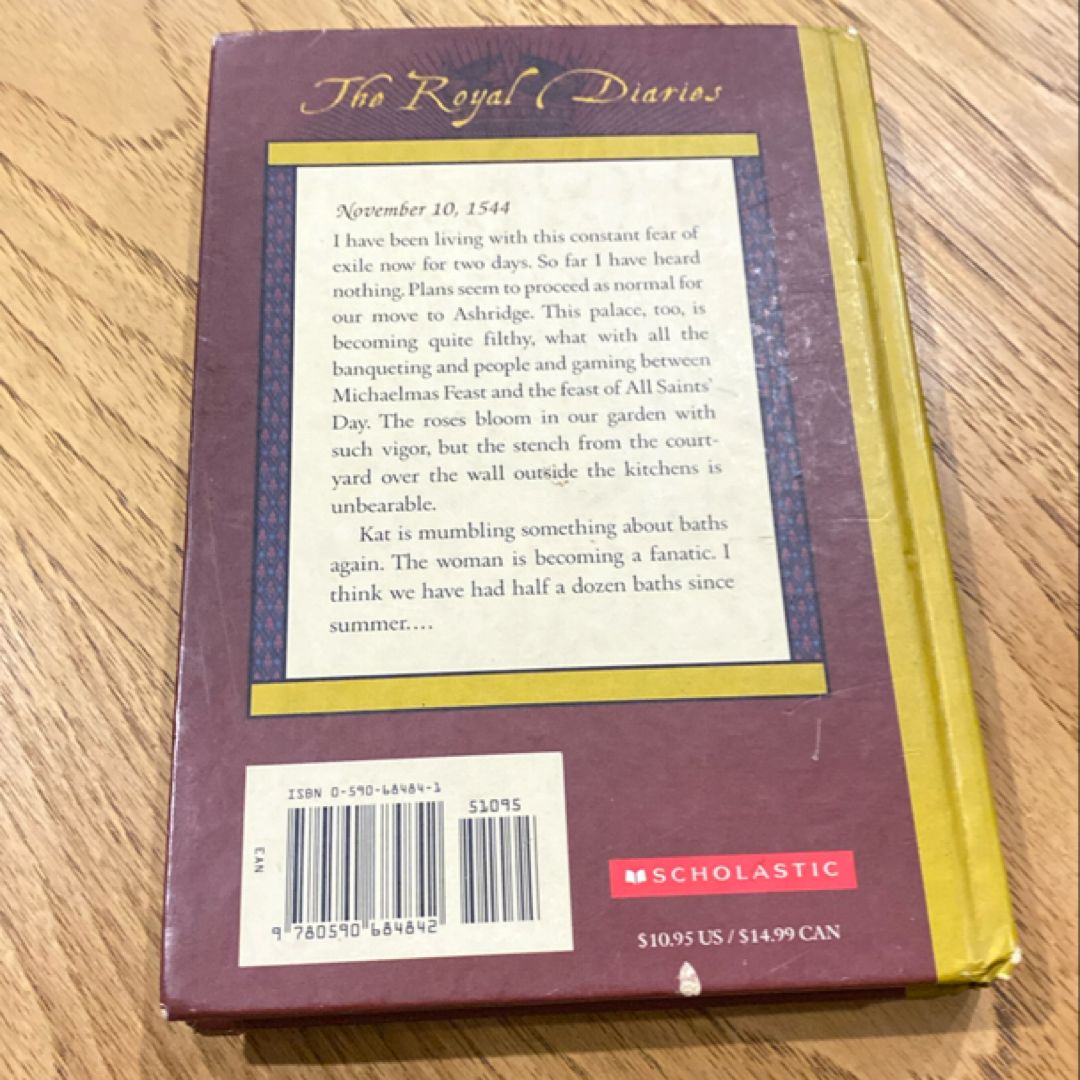 The Royal Diaries
November 10, 1544
I have been living with this constant fear of
exile now for two days. So far I have heard
nothing. Plans seem to proceed as normal for
our move to Ashridge. This palace, too, is
becoming quite filthy, what with all the
banqueting and people and gaming between
Michaelmas Feast and the feast of All Saints'
Day. The roses bloom in our garden with
such vigor, but the stench from the court-
yard over the wall outside the kitchens is
unbearable.
Kat is mumbling something about baths
again. The woman is becoming a fanatic. I
think we have had half a dozen baths since
summer....
ISBN 0-590-68484-1
51095
EAN
9 780590 684842
SCHOLASTIC
$10.95 US / $14.99 CAN